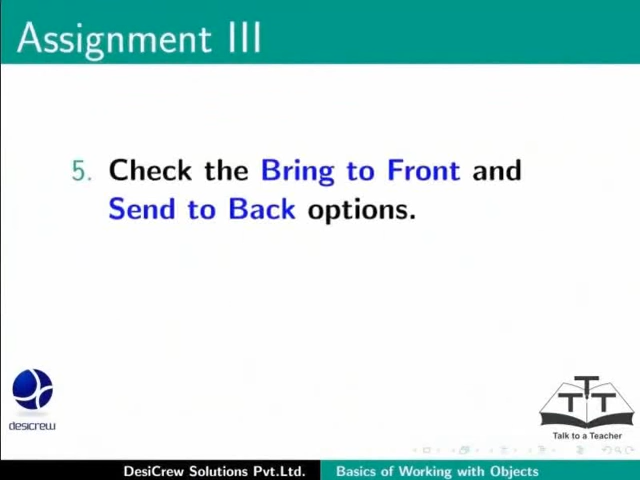 Assignment III
5. Check the Bring to Front and
Send to Back options.
desicrew
TTT
Talk to a Teacher
DesiCrew Solutions Pvt.Ltd. Basics of Working with Objects